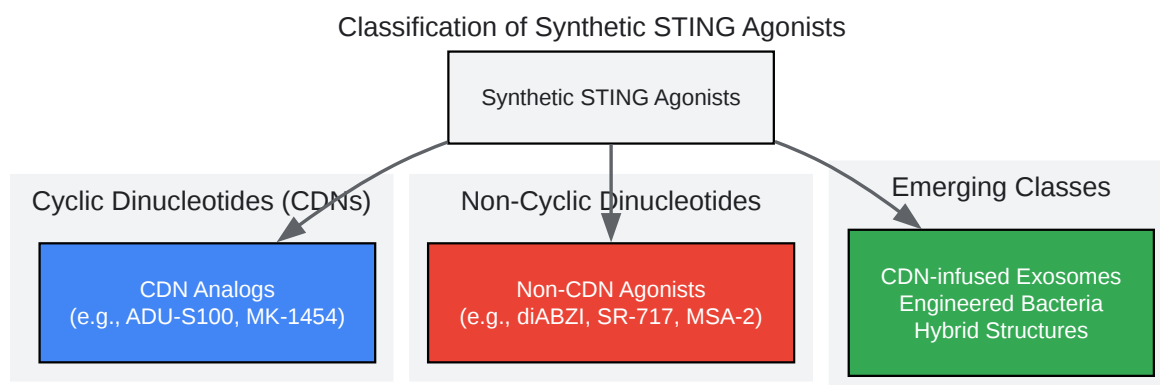 Classification of Synthetic STING Agonists
Synthetic STING Agonists
Cyclic Dinucleotides (CDNs)
CDN Analogs
(e.g., ADU-S100, MK-1454)
Non-Cyclic Dinucleotides
Non-CDN Agonists
(e.g., diABZI, SR-717, MSA-2)
Emerging Classes
CDN-infused Exosomes
Engineered Bacteria
Hybrid Structures